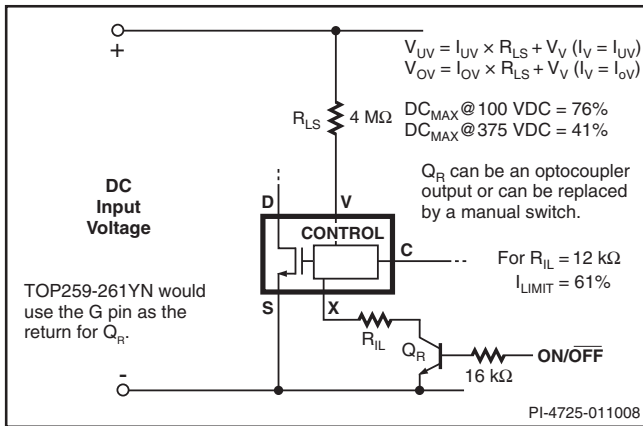 +
V_UV = I_UV × R_LS + V_V (I_V = I_UV)
V_OV = I_OV × R_LS + V_V (I_V = I_oV)
R_LS
4 MΩ
DC_MAX@100 VDC = 76%
DC_MAX@375 VDC = 41%
DC
Input
Voltage
Q_R can be an optocoupler
output or can be replaced
by a manual switch.
D
V
CONTROL
C
For R_IL = 12 kΩ
I_LIMIT = 61%
TOP259-261YN would
use the G pin as the
return for Q_R.
S
X
R_IL
Q_R
16 kΩ
ON/O̅F̅F̅
-
PI-4725-011008